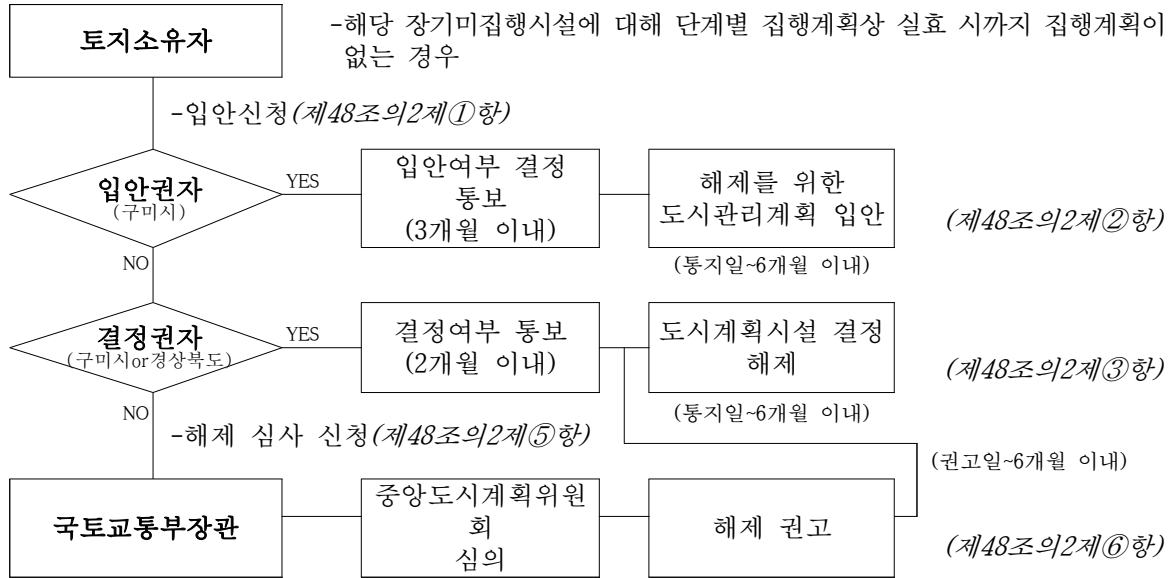 토지소유자
-해당 장기미집행시설에 대해 단계별 집행계획상 실효 시까지 집행계획이
없는 경우
-입안신청(제48조의2제①항)
입안권자
(구미시)
YES
입안여부 결정
통보
(3개월 이내)
해제를 위한
도시관리계획 입안
(제48조의2제②항)
(통지일~6개월 이내)
NO
결정권자
(구미시or경상북도)
YES
결정여부 통보
(2개월 이내)
도시계획시설 결정
해제
(제48조의2제③항)
(통지일~6개월 이내)
NO
-해제 심사 신청(제48조의2제⑤항)
(권고일~6개월 이내)
국토교통부장관
중앙도시계획위원
회
심의
해제 권고
(제48조의2제⑥항)